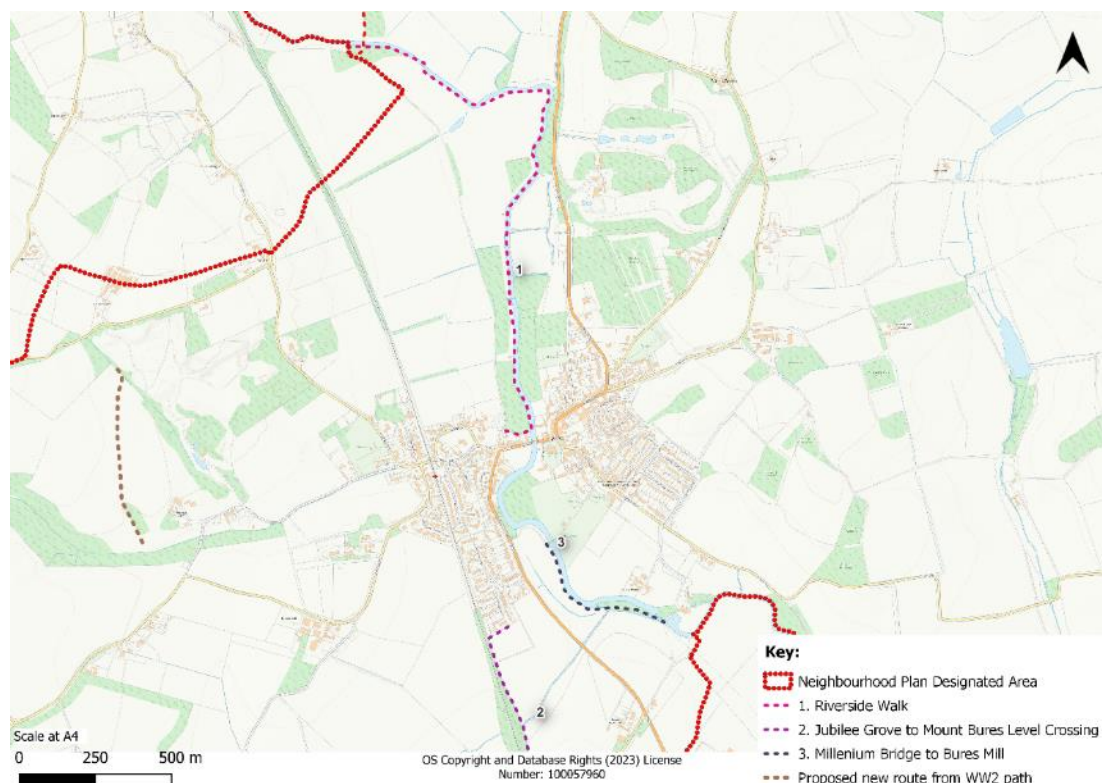 1
3
2
Key:
Neighbourhood Plan Designated Area
1. Riverside Walk
2. Jubilee Grove to Mount Bures Level Crossing
3. Millenium Bridge to Bures Mill
Proposed new route from WW2 path
Scale at A4
0 250 500 m
OS Copyright and Database Rights (2023) License
Number: 100057960